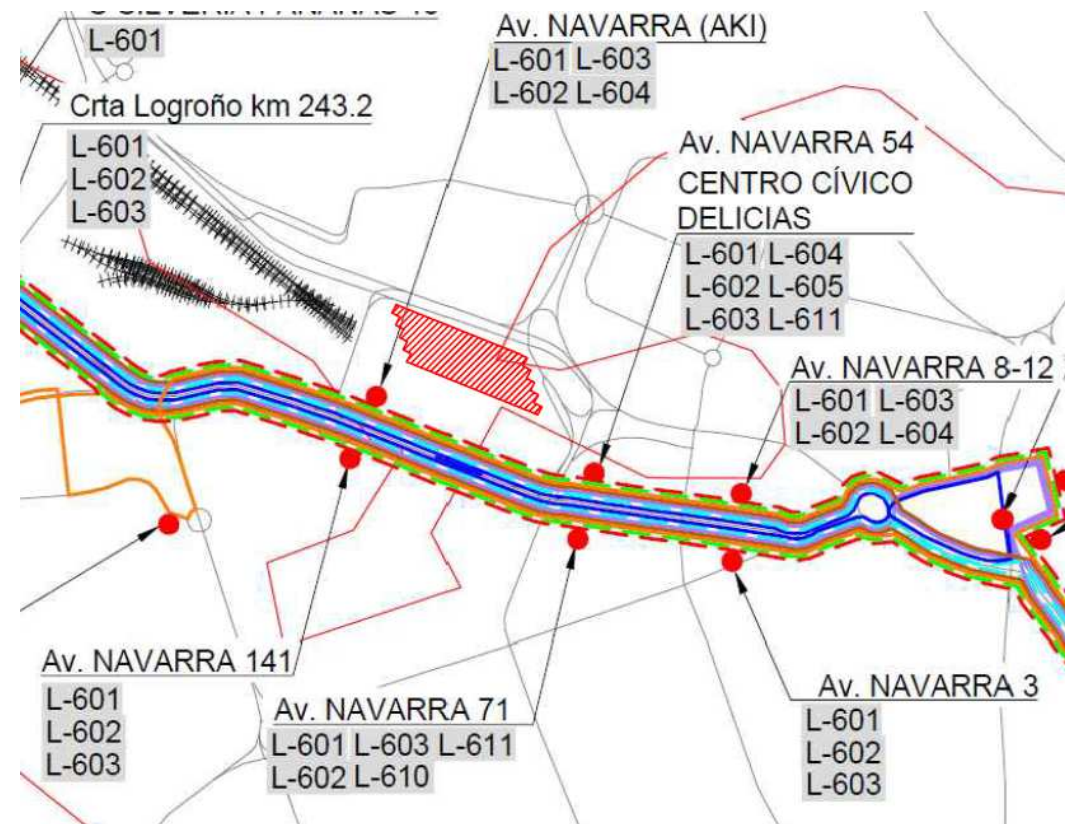 L-601
Av. NAVARRA (AKI)
L-601 L-603
L-602 L-604
Crta Logroño km 243.2
L-601
L-602
L-603
Av. NAVARRA 54
CENTRO CÍVICO
DELICIAS
L-601 L-604
L-602 L-605
L-603 L-611
Av. NAVARRA 8-12
L-601 L-603
L-602 L-604
Av. NAVARRA 141
L-601
L-602
L-603
Av. NAVARRA 71
L-601 L-603 L-611
L-602 L-610
Av. NAVARRA 3
L-601
L-602
L-603